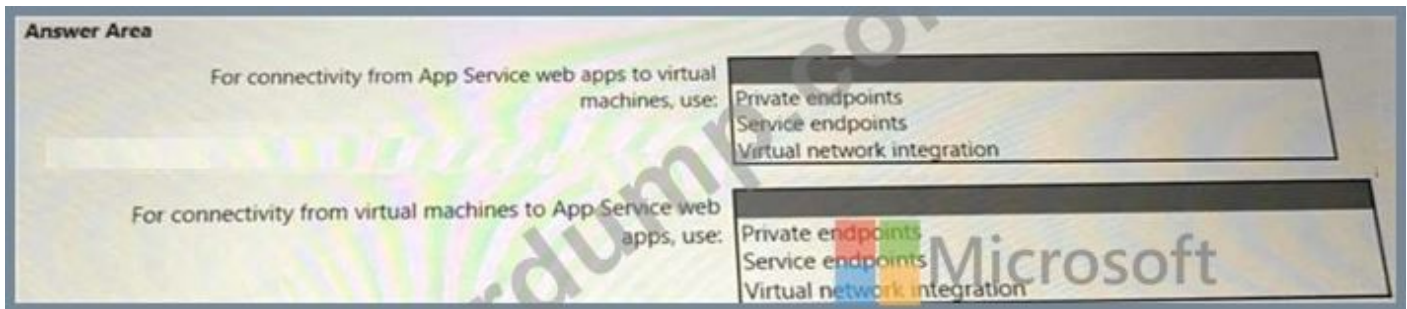 Answer Area
For connectivity from App Service web apps to virtual
machines, use:
Private endpoints
Service endpoints
Virtual network integration
For connectivity from virtual machines to App Service web
apps, use:
Private endpoints
Service endpoints
Virtual network integration
Microsoft